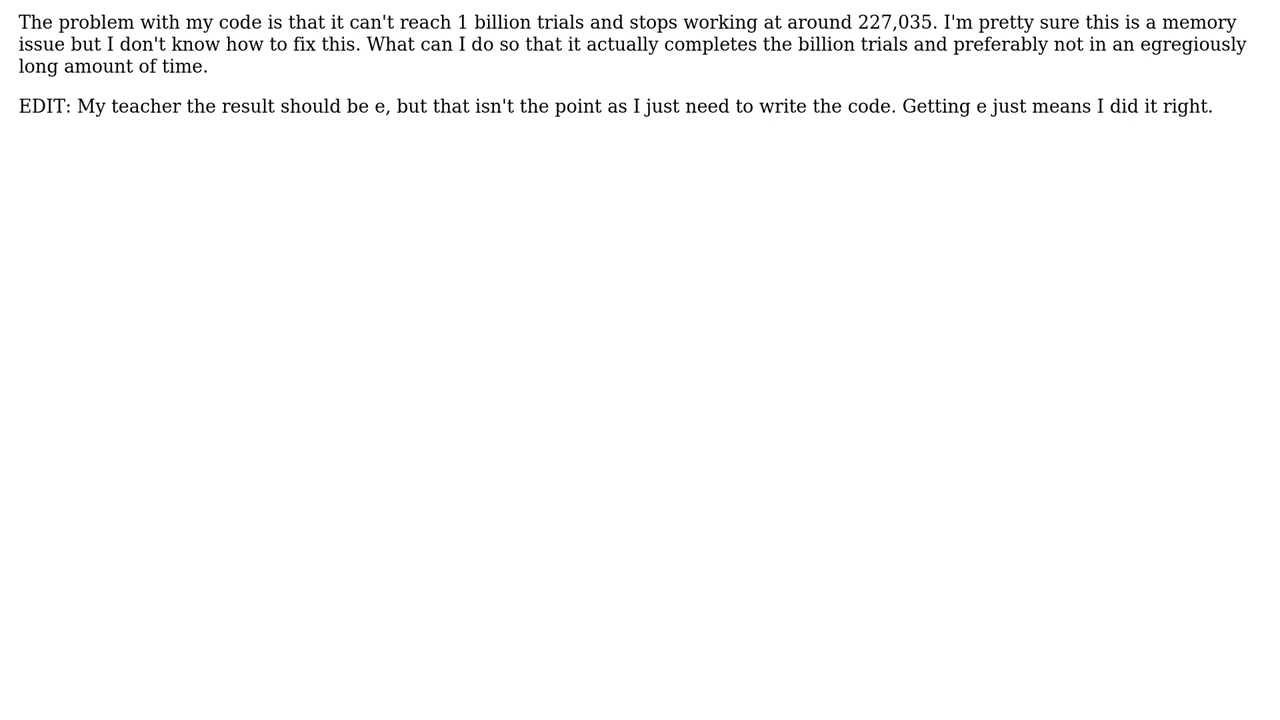 The problem with my code is that it can't reach 1 billion trials and stops working at around 227,035. I'm pretty sure this is a memory
issue but I don't know how to fix this. What can I do so that it actually completes the billion trials and preferably not in an egregiously
long amount of time.
EDIT: My teacher the result should be e, but that isn't the point as I just need to write the code. Getting e just means I did it right.